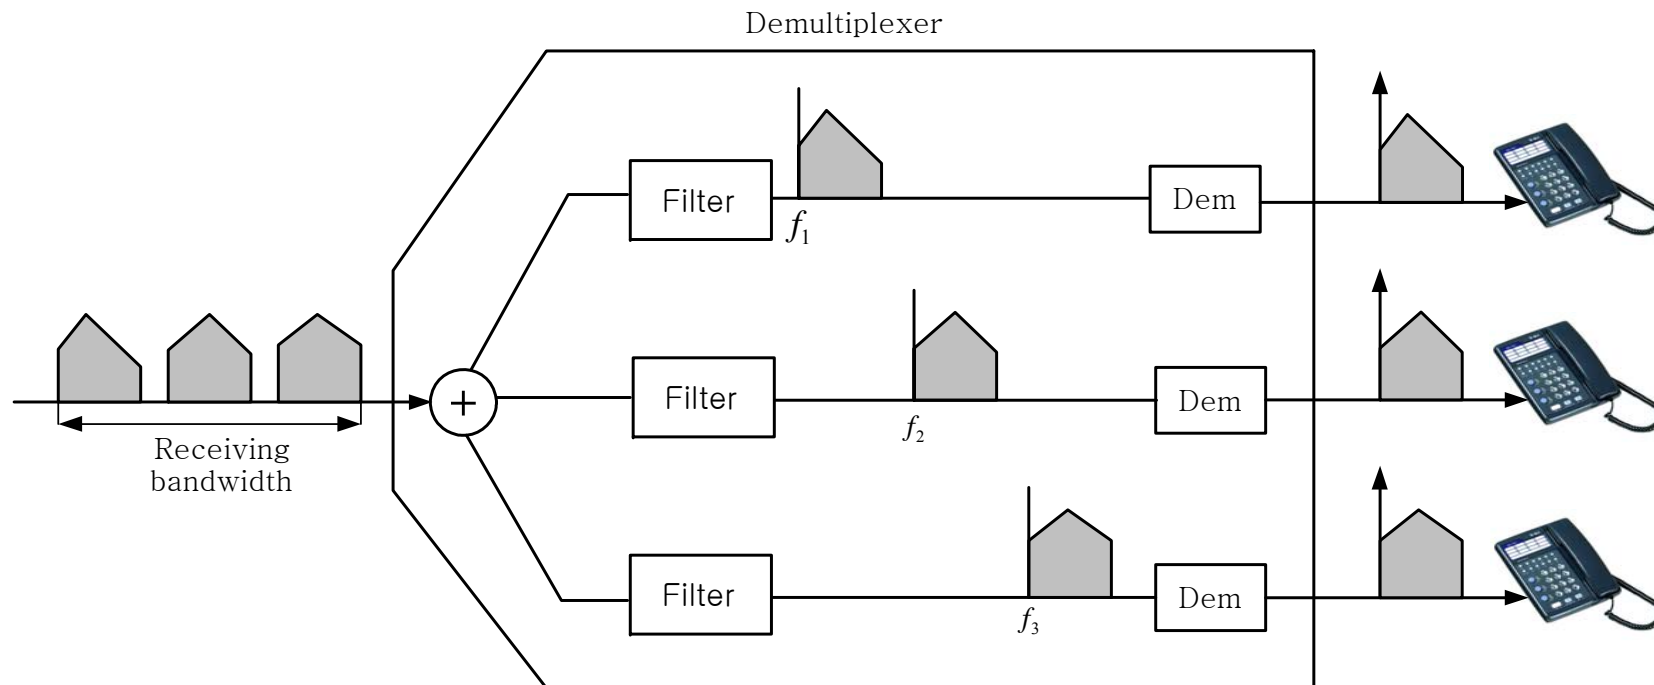 Demultiplexer
Filter
f1
Dem
Receiving
bandwidth
+
Filter
f2
Dem
Filter
f3
Dem